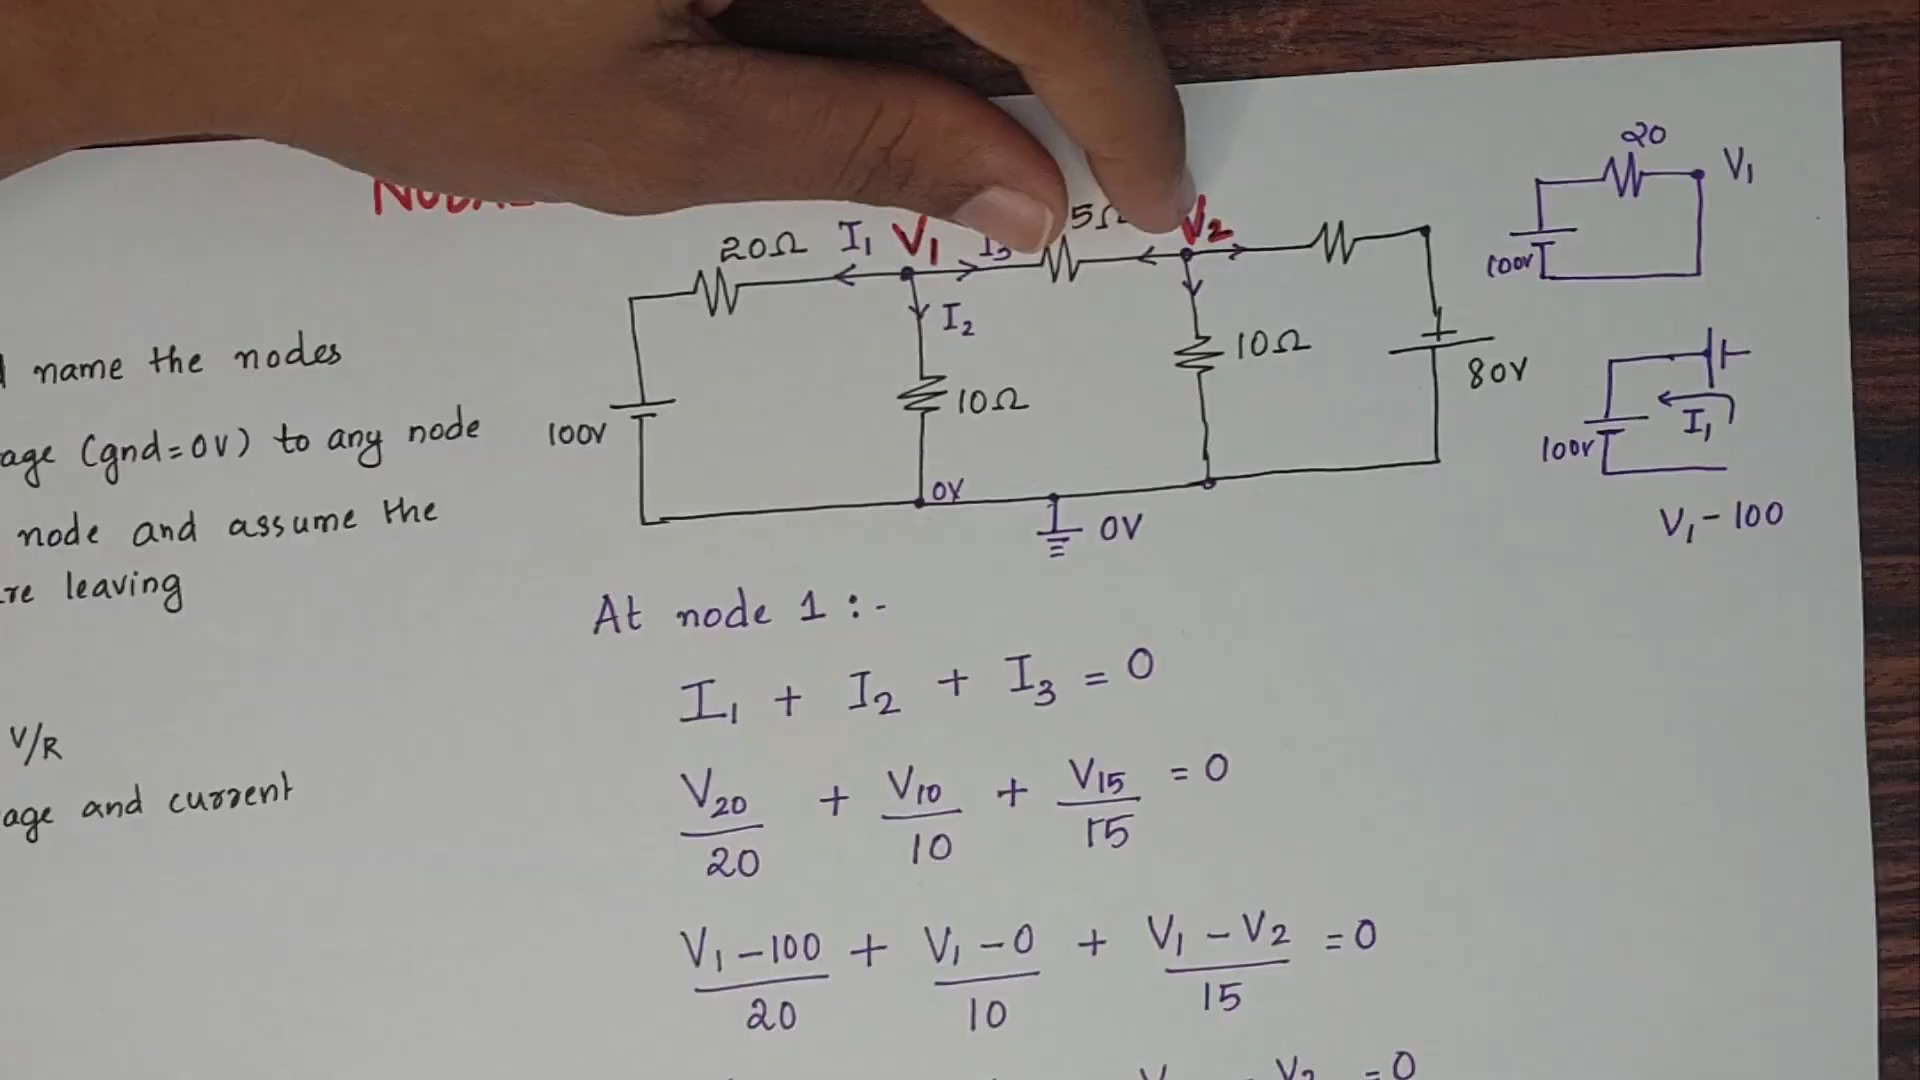 20Ω I₁ V₁ I₃ 5Ω V₂
I₂
100V
10Ω
10Ω
80V
0V
0V
20
V₁
100V
100V
I₁
V₁ - 100
name the nodes
age (gnd=0V) to any node
node and assume the
re leaving
V/R
age and current
At node 1 :-
I₁ + I₂ + I₃ = 0
V₂₀/20 + V₁₀/10 + V₁₅/15 = 0
V₁ - 100/20 + V₁ - 0/10 + V₁ - V₂/15 = 0
V₂ = 0